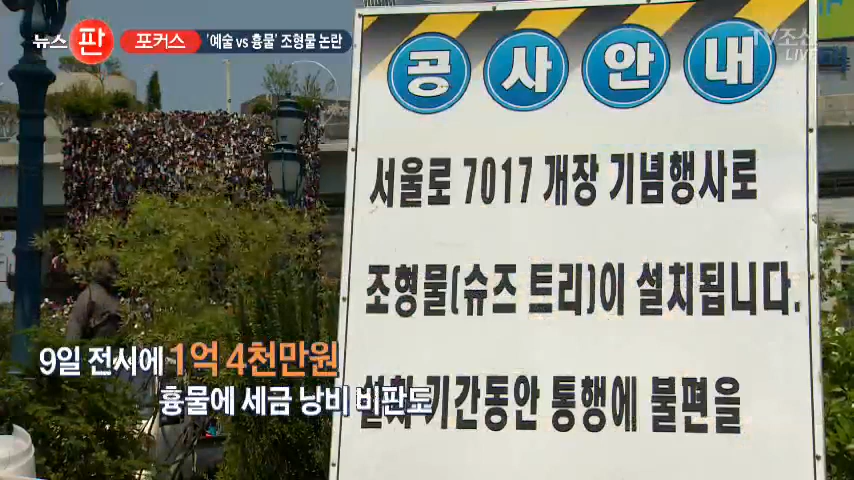 뉴스 판 포커스 '예술 vs 흉물' 조형물 논란
TV조선
LIVE
공사안내
서울로 7017 개장 기념행사로
조형물(슈즈 트리)이 설치됩니다.
설치 기간동안 통행에 불편을
9일 전시에 1억 4천만원
흉물에 세금 낭비 비판도